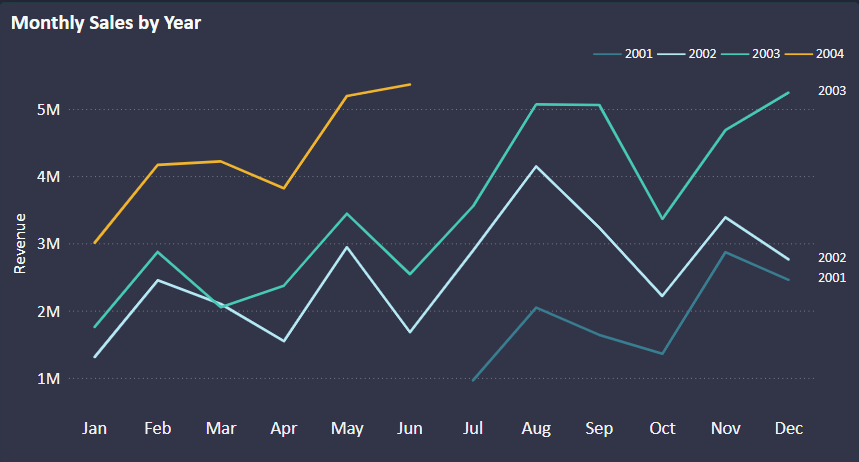 Monthly Sales by Year
2001 2002 2003 2004
5M
4M
3M
2M
1M
Revenue
2003
2002
2001
Jan Feb Mar Apr May Jun Jul Aug Sep Oct Nov Dec